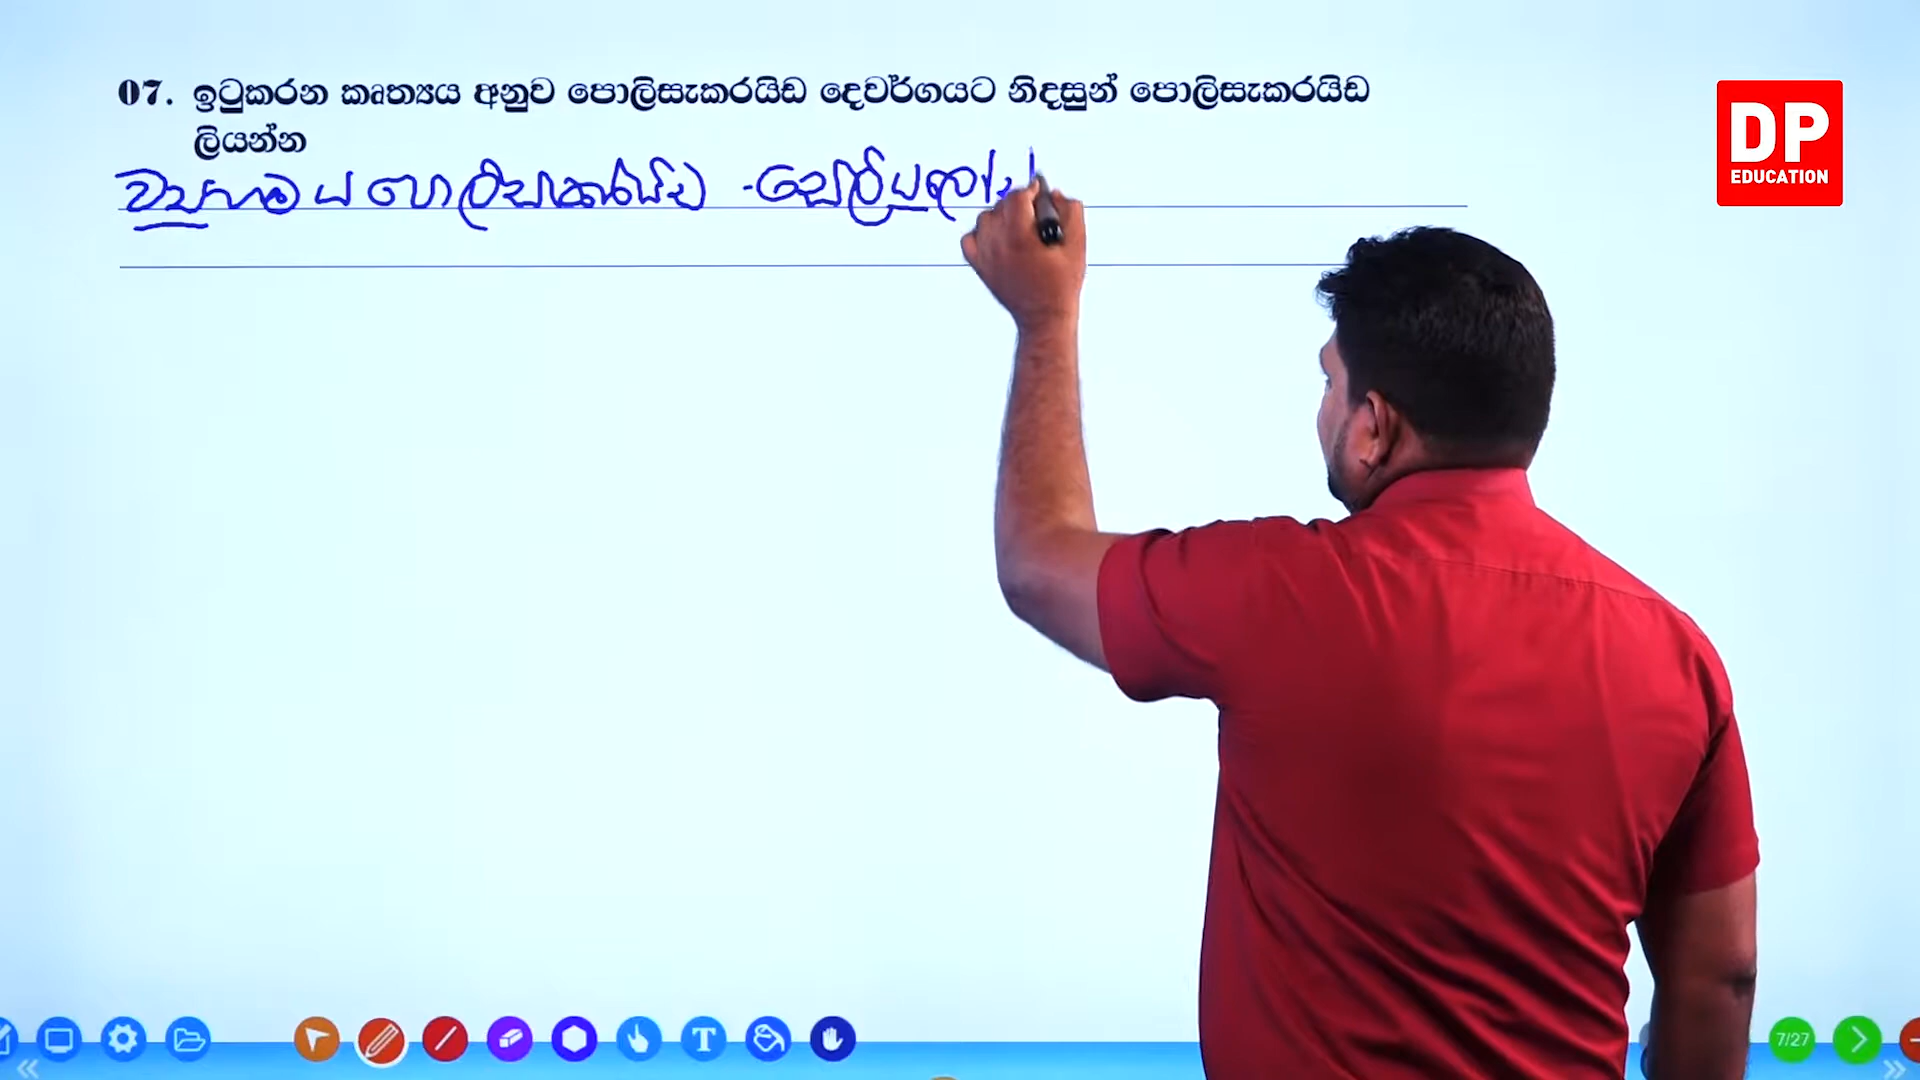 07. ඉටුකරන කෘත්‍යය අනුව පොලිසැකරයිඩ දෙවර්ගයට නිදසුන් පොලිසැකරයිඩ
ලියන්න
ව්‍යුහමය පොලිසැකරයිඩ - සෙලියුලෝස්
DP
EDUCATION
T
7/27